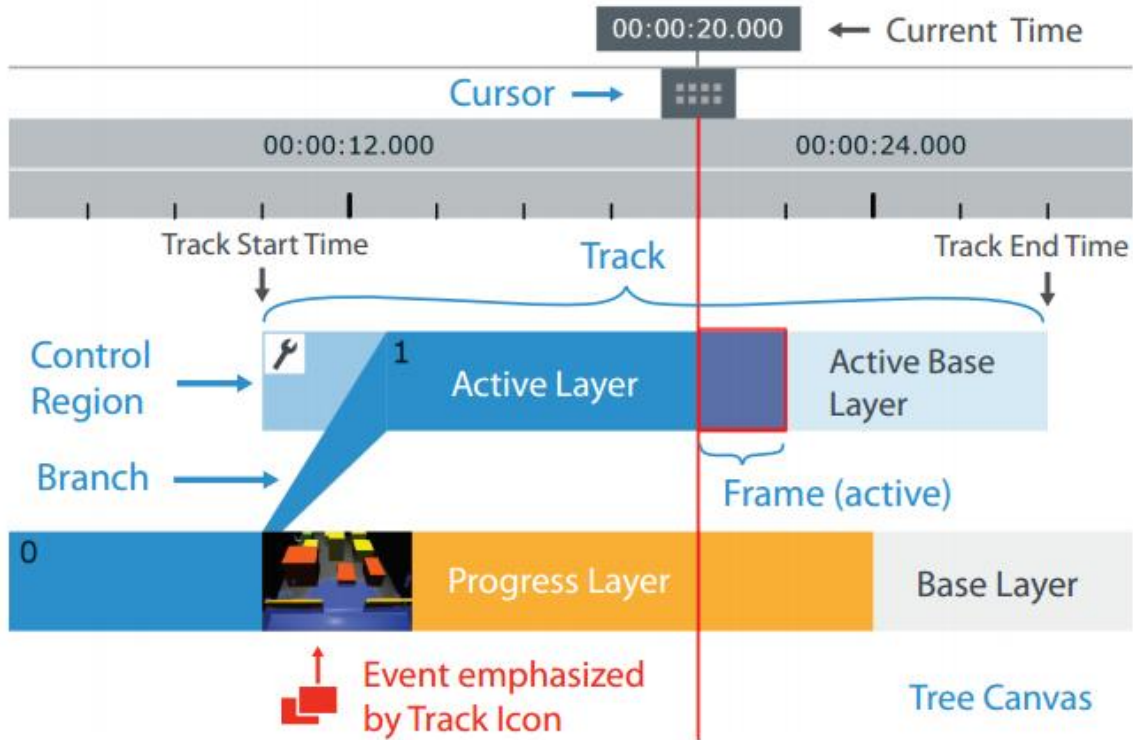 00:00:20.000
Current Time
Cursor
00:00:12.000
00:00:24.000
Track Start Time
Track
Track End Time
Control
Region
1
Active Layer
Active Base
Layer
Branch
Frame (active)
0
Progress Layer
Base Layer
Event emphasized
by Track Icon
Tree Canvas